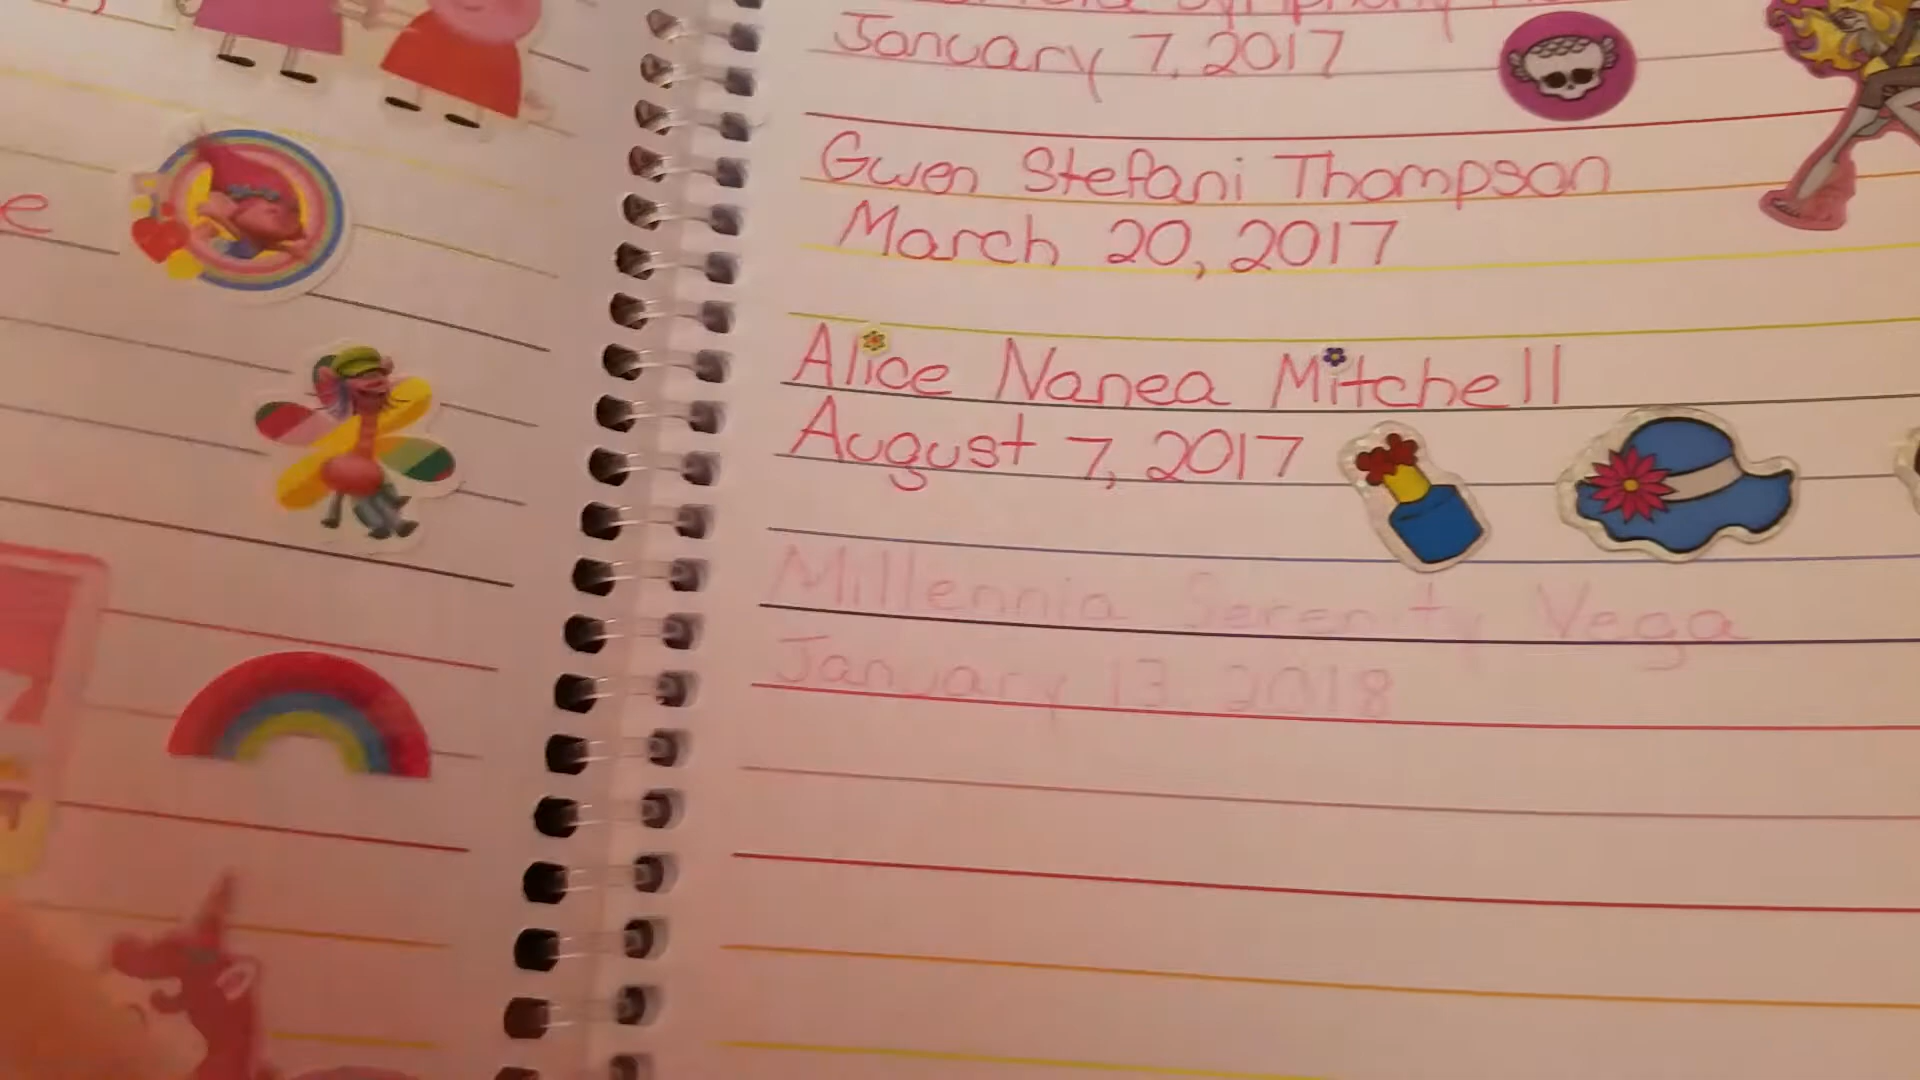 e
January 7, 2017
Gwen Stefani Thompson
March 20, 2017
Alice Nanea Mitchell
August 7, 2017
Millennia Serenity Vega
January 13, 2018